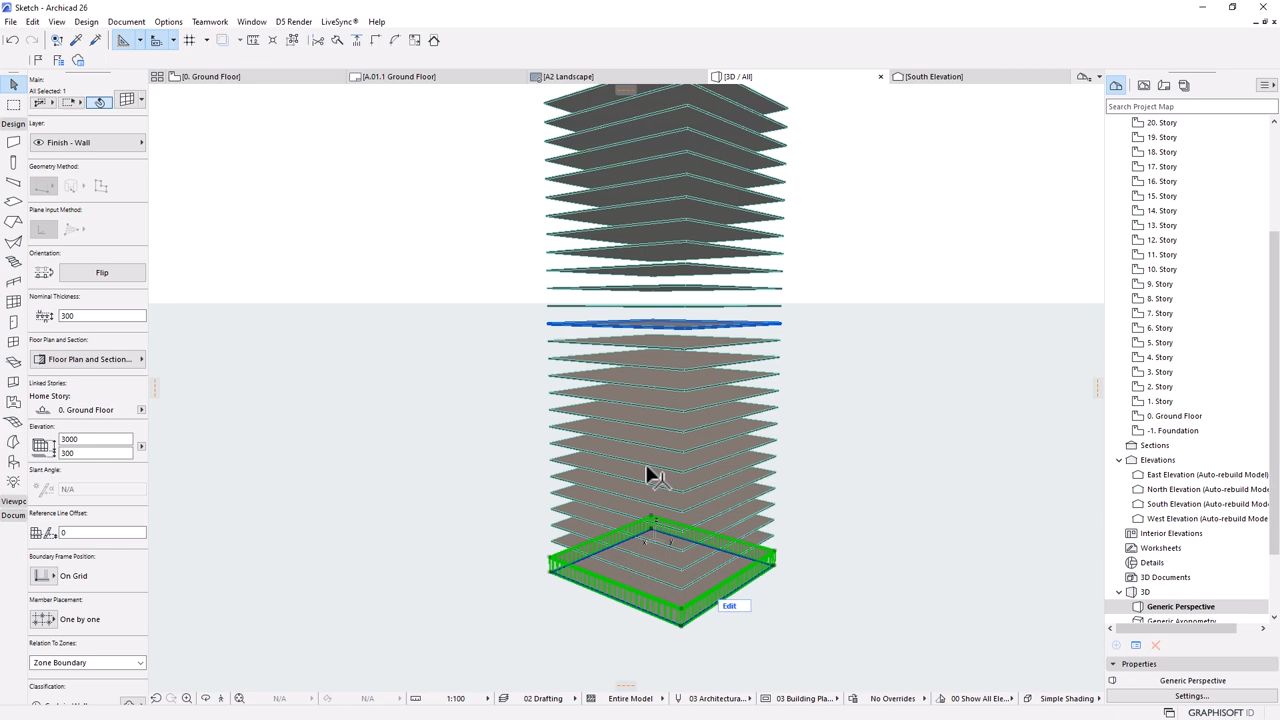 Sketch - Archicad 26
File Edit View Design Options Teamwork Window D5 Render LiveSync® Help
[0. Ground Floor] [A.01.1 Ground Floor] [A2 Landscape] [3D / All] [South Elevation]
Main:
All Selected: 1
Design
Layer:
Finish - Wall
Geometry Method:
Plane Input Method:
Orientation:
Flip
Nominal Thickness:
300
Floor Plan and Section:
Floor Plan and Section...
Linked Stories:
Home Story:
0. Ground Floor
Elevation:
3000
300
Slant Angle:
N/A
Viewpc
Docum
Reference Line Offset:
0
Boundary Frame Position:
On Grid
Member Placement:
One by one
Relation To Zones:
Zone Boundary
Classification:
Edit
Search Project Map
20. Story
19. Story
18. Story
17. Story
16. Story
15. Story
14. Story
13. Story
12. Story
11. Story
10. Story
9. Story
8. Story
7. Story
6. Story
5. Story
4. Story
3. Story
2. Story
1. Story
0. Ground Floor
-1. Foundation
Sections
Elevations
East Elevation (Auto-rebuild Model)
North Elevation (Auto-rebuild Mode
South Elevation (Auto-rebuild Mode
West Elevation (Auto-rebuild Mode
Interior Elevations
Worksheets
Details
3D Documents
3D
Generic Perspective
Generic Axonometry
Properties
Generic Perspective
Settings...
N/A N/A 1:100 02 Drafting Entire Model 03 Architectura... 03 Building Pla... No Overrides 00 Show All Ele... Simple Shading
GRAPHISOFT ID